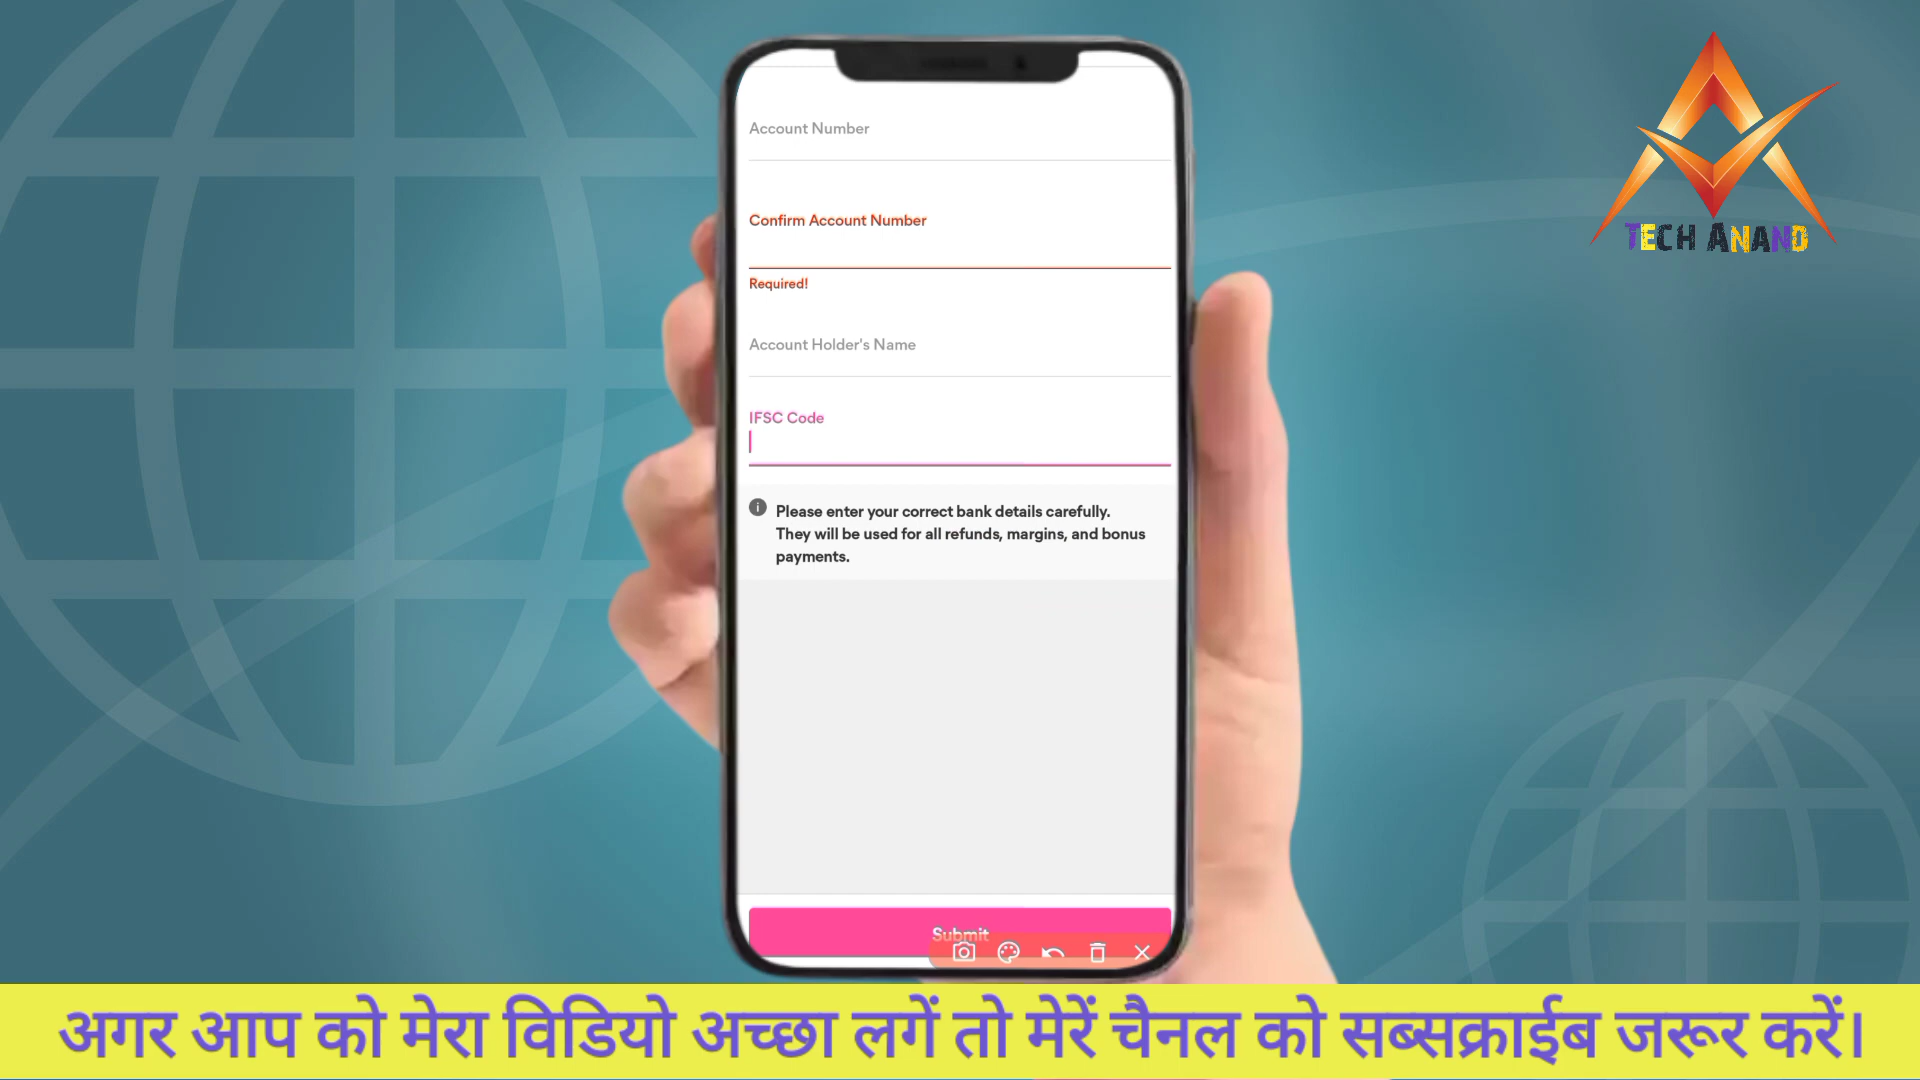 Account Number
Confirm Account Number
Required!
Account Holder's Name
IFSC Code
Please enter your correct bank details carefully.
They will be used for all refunds, margins, and bonus
payments.
Submit
TECH ANAND
अगर आप को मेरा विडियो अच्छा लगें तो मेरें चैनल को सब्सक्राईब जरूर करें।